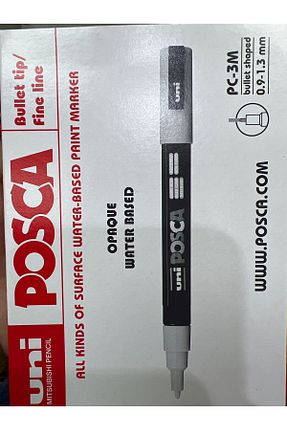 Bullet tip/
Fine line
uni
MITSUBISHI PENCIL
POSCA
ALL KINDS OF SURFACE WATER-BASED PAINT MARKER
OPAQUE
WATER BASED
uni POSCA
uni
PC-3M
bullet shaped
0.9-1.3 mm
WWW.POSCA.COM